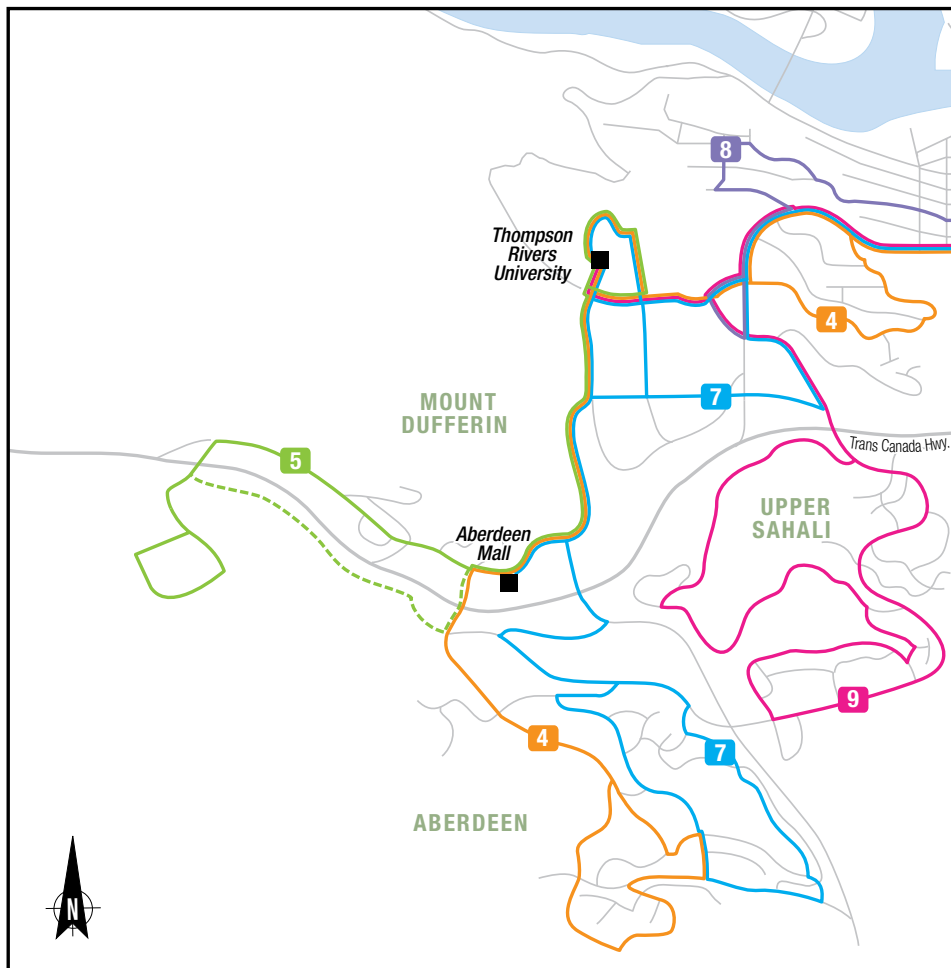 8
Thompson
Rivers
University
4
MOUNT
DUFFERIN
7
Trans Canada Hwy.
5
UPPER
SAHALI
Aberdeen
Mall
9
4
7
ABERDEEN
N